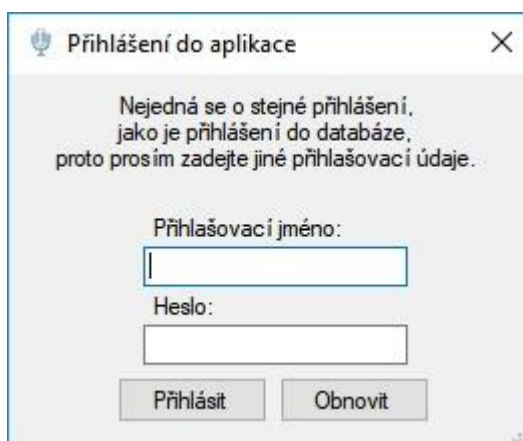 Přihlášení do aplikace
Nejedná se o stejné přihlášení,
jako je přihlášení do databáze,
proto prosím zadejte jiné přihlašovací údaje.
Přihlašovací jméno:
Heslo:
Přihlásit
Obnovit